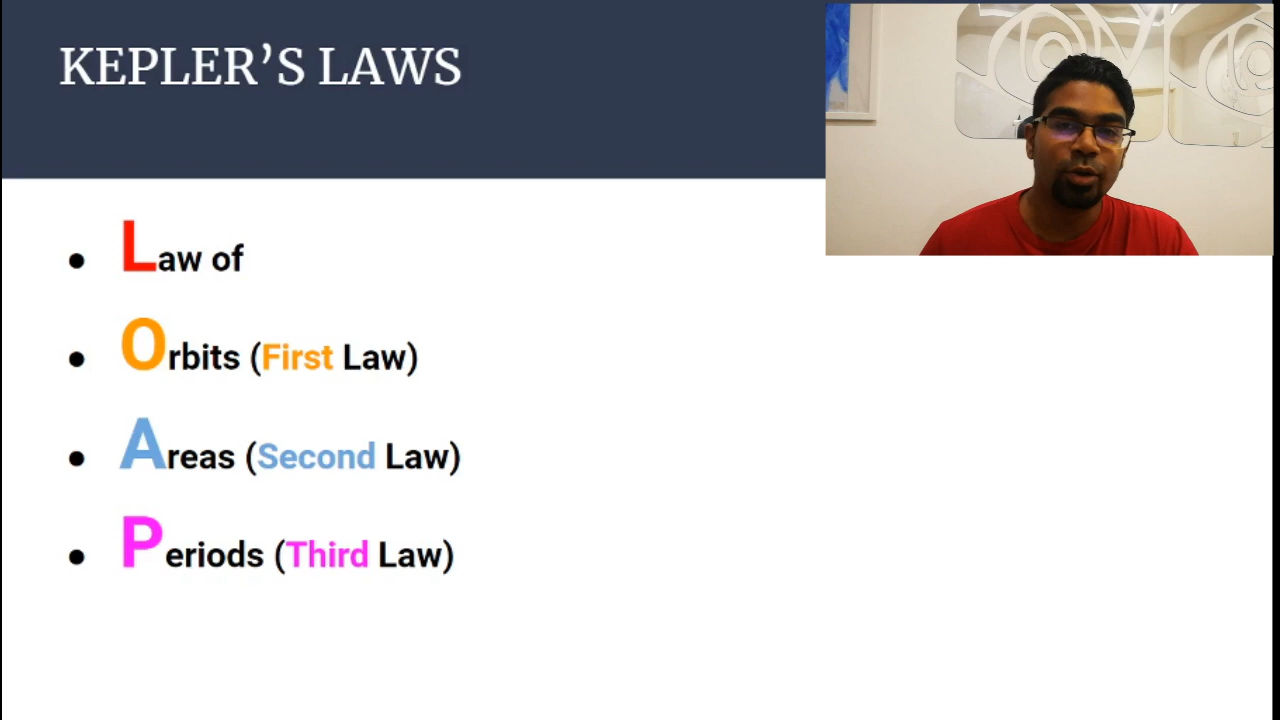 KEPLER’S LAWS
● Law of
● Orbits (First Law)
● Areas (Second Law)
● Periods (Third Law)